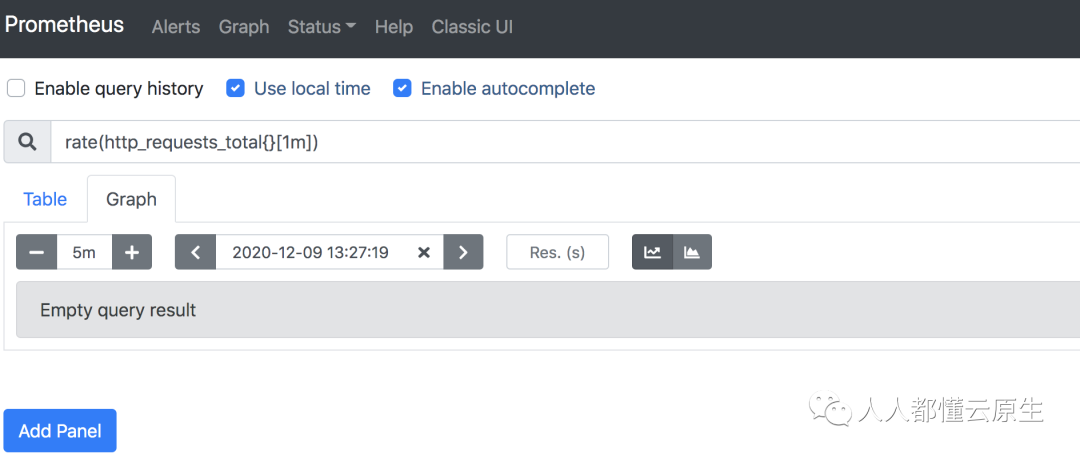 Prometheus Alerts Graph Status Help Classic UI
Enable query history Use local time Enable autocomplete
rate(http_requests_total{}[1m])
Table Graph
5m 2020-12-09 13:27:19 Res. (s)
Empty query result
人人都懂云原生
Add Panel